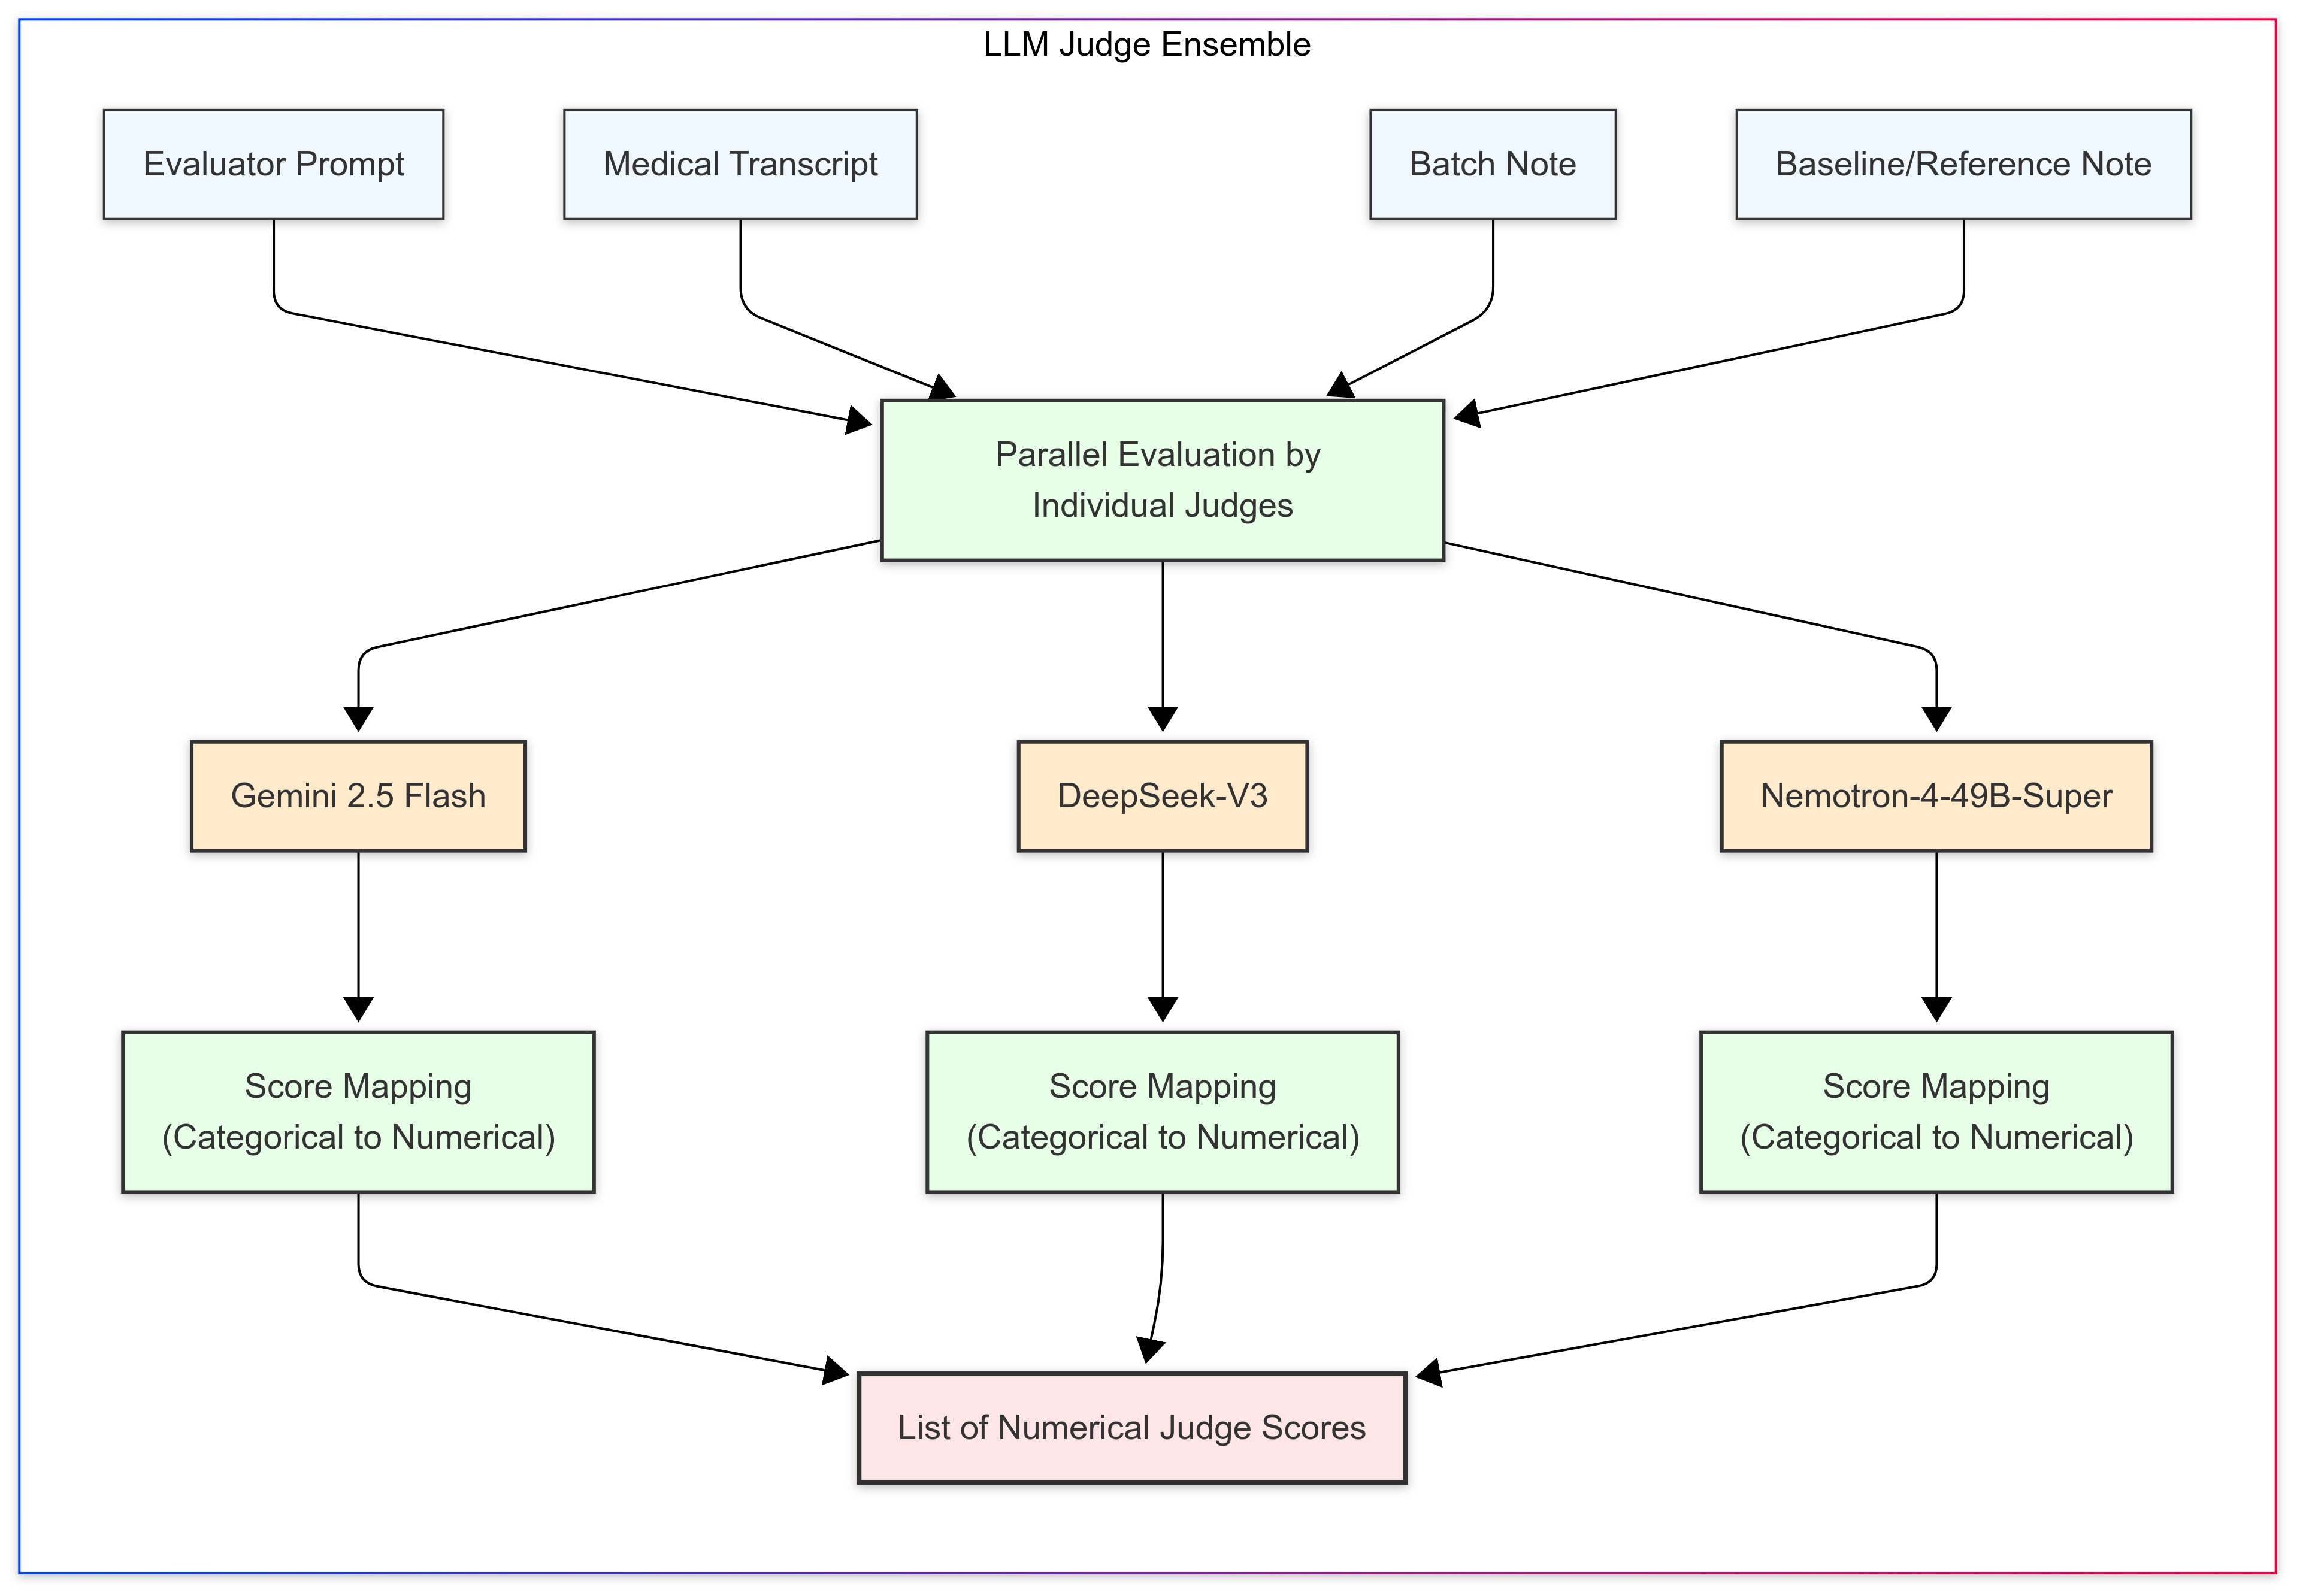 LLM Judge Ensemble
Evaluator Prompt
Medical Transcript
Batch Note
Baseline/Reference Note
Parallel Evaluation by
Individual Judges
Gemini 2.5 Flash
DeepSeek-V3
Nemotron-4-49B-Super
Score Mapping
(Categorical to Numerical)
Score Mapping
(Categorical to Numerical)
Score Mapping
(Categorical to Numerical)
List of Numerical Judge Scores